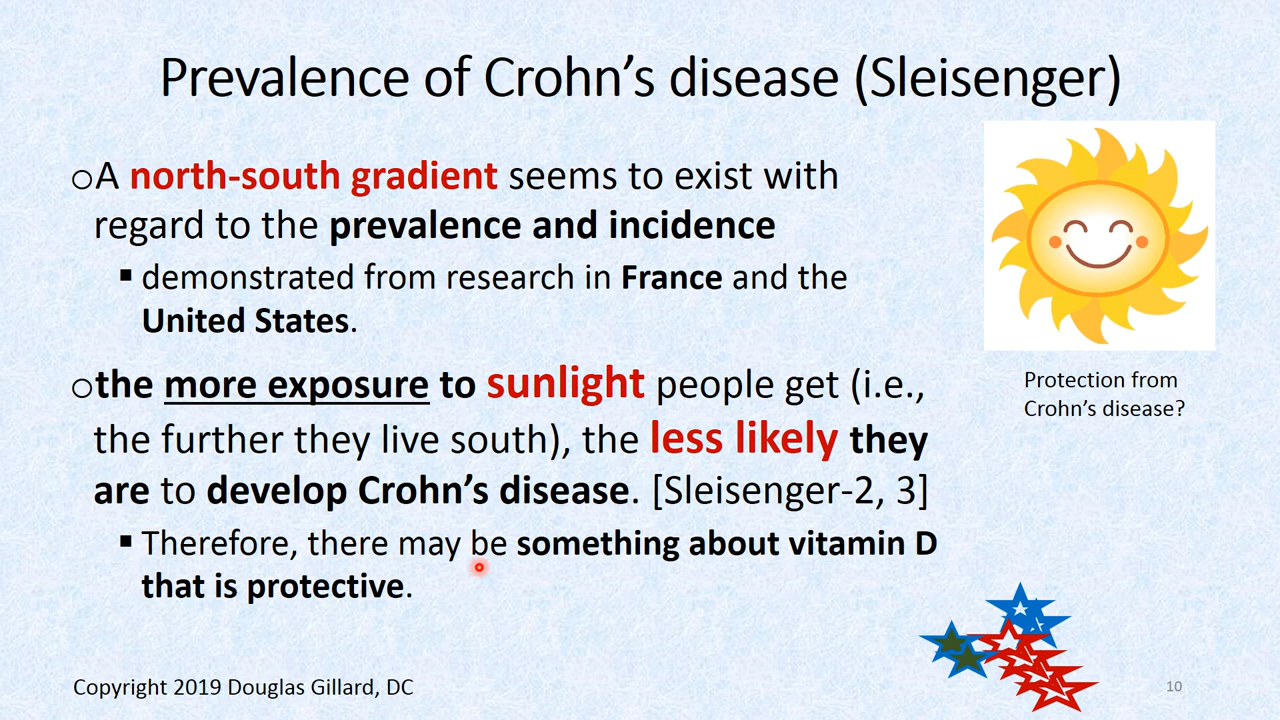 Prevalence of Crohn’s disease (Sleisenger)
oA north-south gradient seems to exist with
regard to the prevalence and incidence
▪ demonstrated from research in France and the
United States.
othe more exposure to sunlight people get (i.e.,
the further they live south), the less likely they
are to develop Crohn’s disease. [Sleisenger-2, 3]
▪ Therefore, there may be something about vitamin D
that is protective.
Protection from
Crohn’s disease?
Copyright 2019 Douglas Gillard, DC
10